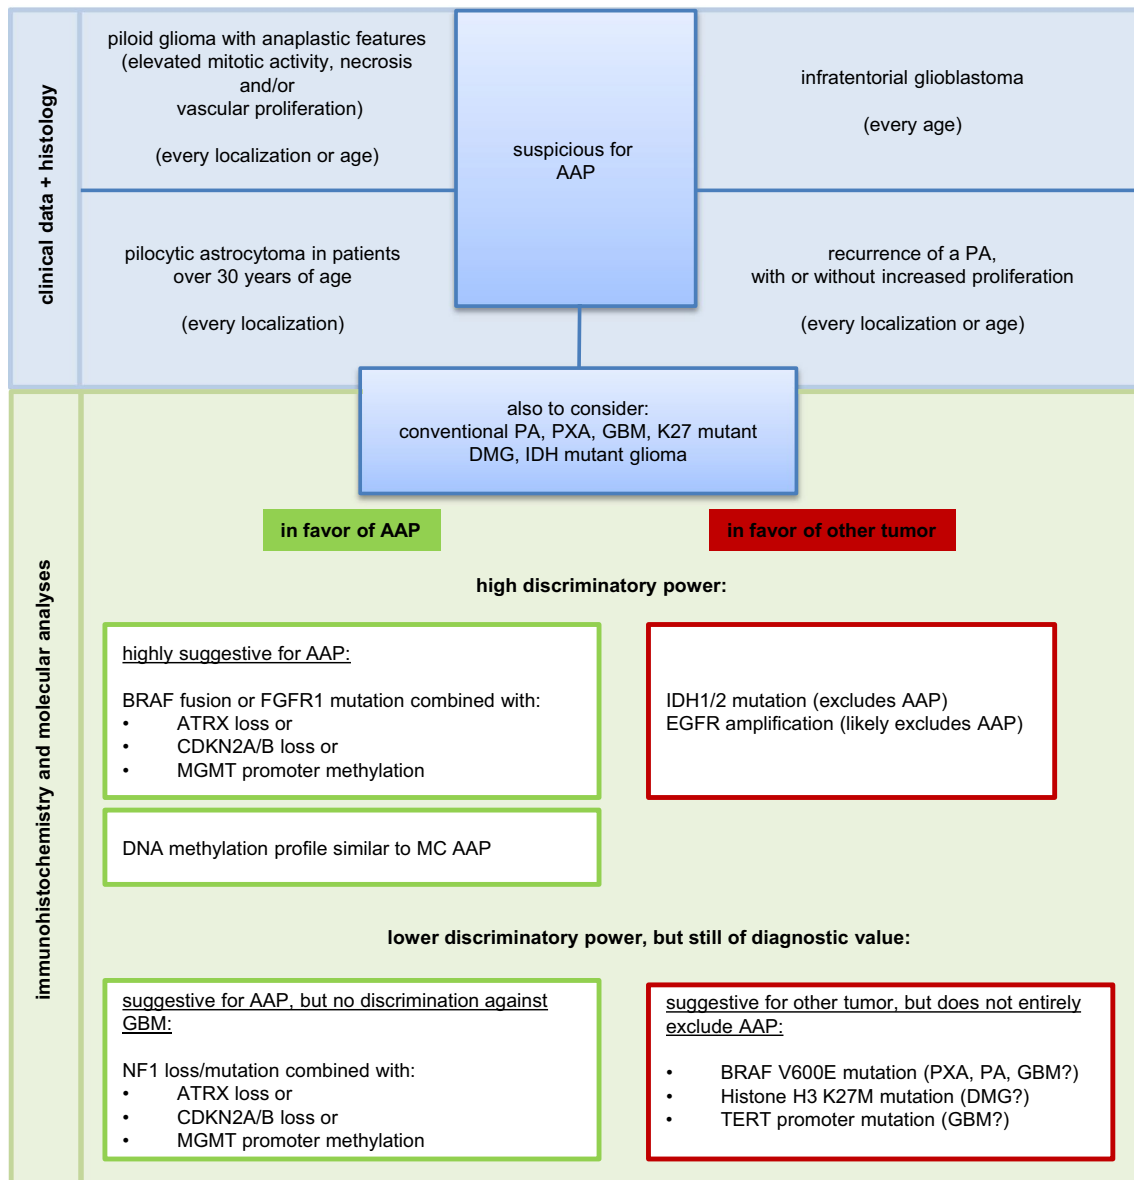 clinical data + histology
piloid glioma with anaplastic features
(elevated mitotic activity, necrosis
and/or
vascular proliferation)
(every localization or age)
suspicious for
AAP
infratentorial glioblastoma
(every age)
pilocytic astrocytoma in patients
over 30 years of age
(every localization)
recurrence of a PA,
with or without increased proliferation
(every localization or age)
also to consider:
conventional PA, PXA, GBM, K27 mutant
DMG, IDH mutant glioma
immunohistochemistry and molecular analyses
in favor of AAP
in favor of other tumor
high discriminatory power:
highly suggestive for AAP:
BRAF fusion or FGFR1 mutation combined with:
• ATRX loss or
• CDKN2A/B loss or
• MGMT promoter methylation
IDH1/2 mutation (excludes AAP)
EGFR amplification (likely excludes AAP)
DNA methylation profile similar to MC AAP
lower discriminatory power, but still of diagnostic value:
suggestive for AAP, but no discrimination against
GBM:
NF1 loss/mutation combined with:
• ATRX loss or
• CDKN2A/B loss or
• MGMT promoter methylation
suggestive for other tumor, but does not entirely
exclude AAP:
• BRAF V600E mutation (PXA, PA, GBM?)
• Histone H3 K27M mutation (DMG?)
• TERT promoter mutation (GBM?)